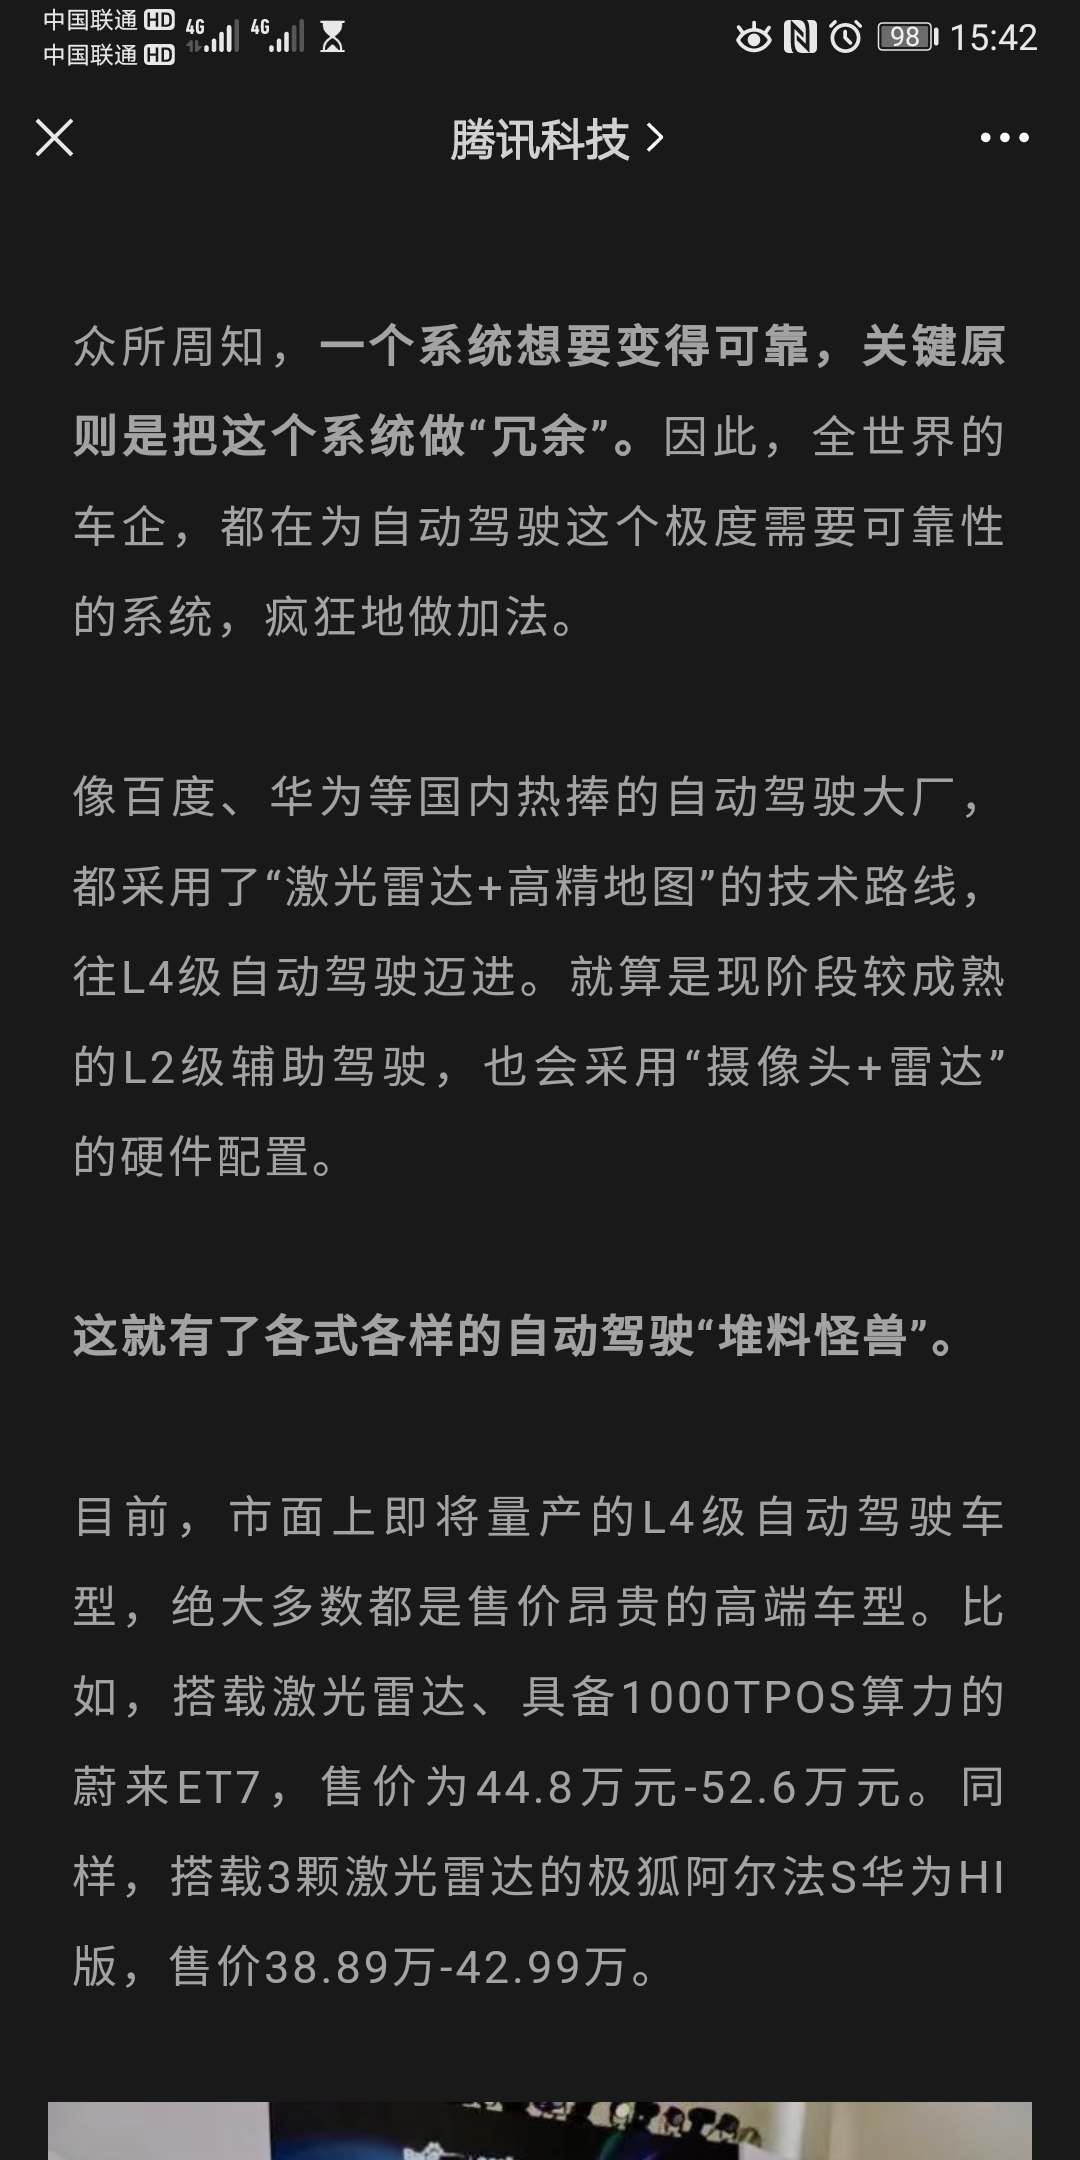 中国联通 HD 4G 4G 98 15:42
中国联通 HD
腾讯科技
众所周知，一个系统想要变得可靠，关键原
则是把这个系统做“冗余”。因此，全世界的
车企，都在为自动驾驶这个极度需要可靠性
的系统，疯狂地做加法。
像百度、华为等国内热捧的自动驾驶大厂，
都采用了“激光雷达+高精地图”的技术路线，
往L4级自动驾驶迈进。就算是现阶段较成熟
的L2级辅助驾驶，也会采用“摄像头+雷达”
的硬件配置。
这就有了各式各样的自动驾驶“堆料怪兽”。
目前，市面上即将量产的L4级自动驾驶车
型，绝大多数都是售价昂贵的高端车型。比
如，搭载激光雷达、具备1000TPOS算力的
蔚来ET7，售价为44.8万元-52.6万元。同
样，搭载3颗激光雷达的极狐阿尔法S华为HI
版，售价38.89万-42.99万。